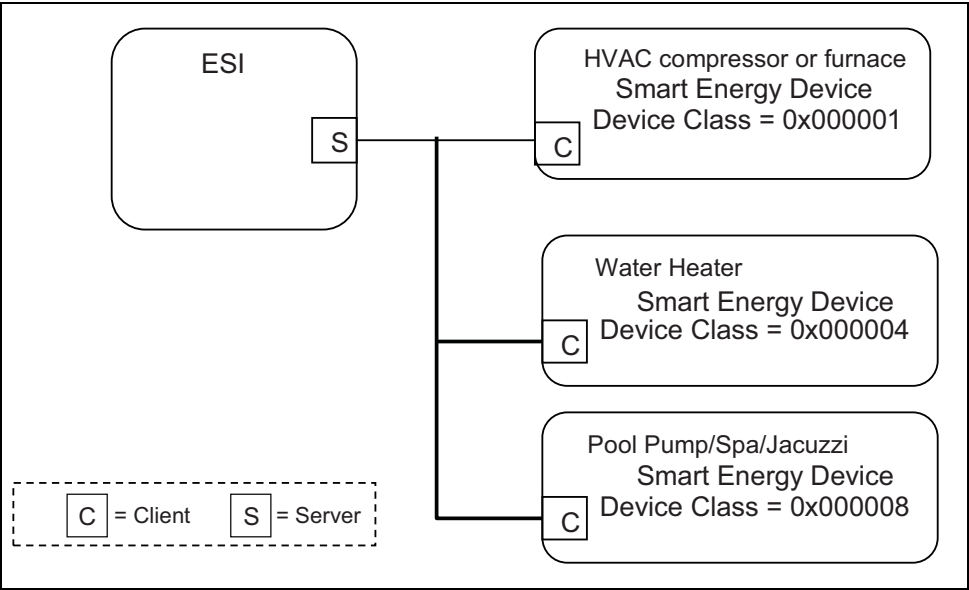 ESI
S
HVAC compressor or furnace
Smart Energy Device
Device Class = 0x000001
C
Water Heater
Smart Energy Device
Device Class = 0x000004
C
Pool Pump/Spa/Jacuzzi
Smart Energy Device
Device Class = 0x000008
C
C = Client S = Server